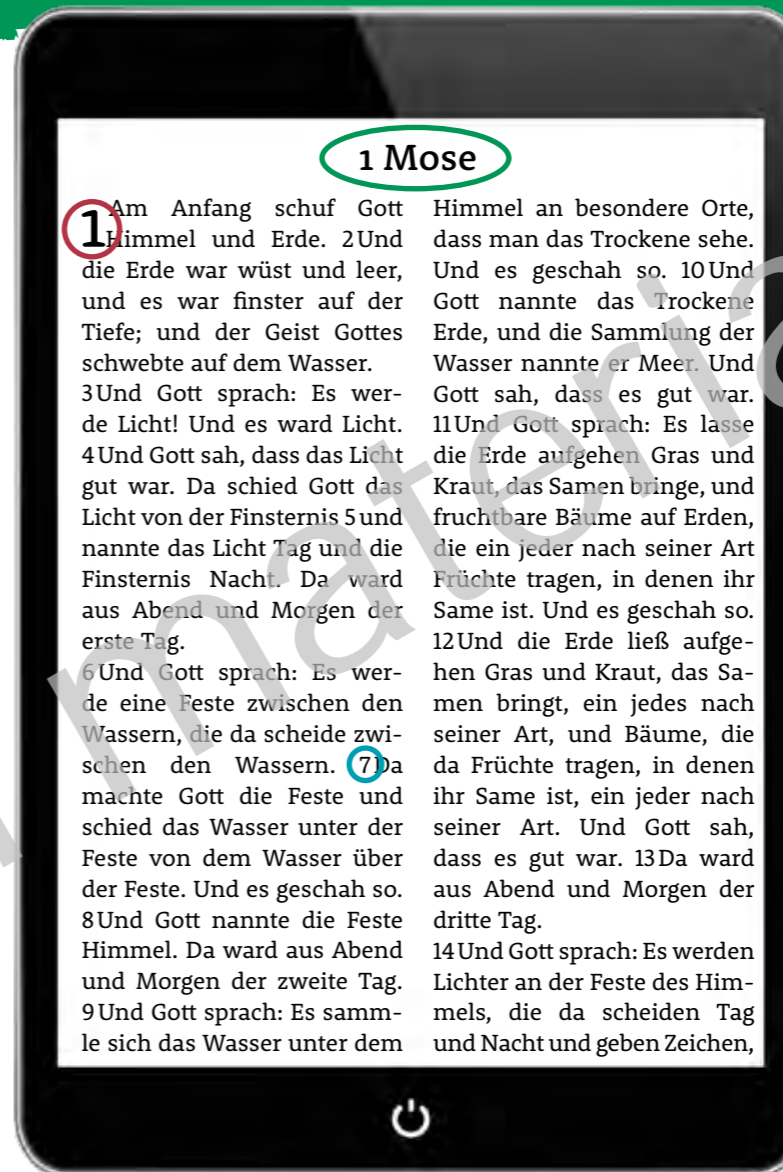 1 Mose
1 Am Anfang schuf Gott
Himmel und Erde. 2 Und
die Erde war wüst und leer,
und es war finster auf der
Tiefe; und der Geist Gottes
schwebte auf dem Wasser.
3 Und Gott sprach: Es wer-
de Licht! Und es ward Licht.
4 Und Gott sah, dass das Licht
gut war. Da schied Gott das
Licht von der Finsternis 5 und
nannte das Licht Tag und die
Finsternis Nacht. Da ward
aus Abend und Morgen der
erste Tag.
6 Und Gott sprach: Es wer-
de eine Feste zwischen den
Wassern, die da scheide zwi-
schen den Wassern. 7 Da
machte Gott die Feste und
schied das Wasser unter der
Feste von dem Wasser über
der Feste. Und es geschah so.
8 Und Gott nannte die Feste
Himmel. Da ward aus Abend
und Morgen der zweite Tag.
9 Und Gott sprach: Es samm-
le sich das Wasser unter dem
Himmel an besondere Orte,
dass man das Trockene sehe.
Und es geschah so. 10 Und
Gott nannte das Trockene
Erde, und die Sammlung der
Wasser nannte er Meer. Und
Gott sah, dass es gut war.
11 Und Gott sprach: Es lasse
die Erde aufgehen Gras und
Kraut, das Samen bringe, und
fruchtbare Bäume auf Erden,
die ein jeder nach seiner Art
Früchte tragen, in denen ihr
Same ist. Und es geschah so.
12 Und die Erde ließ aufge-
hen Gras und Kraut, das Sa-
men bringt, ein jedes nach
seiner Art, und Bäume, die
da Früchte tragen, in denen
ihr Same ist, ein jeder nach
seiner Art. Und Gott sah,
dass es gut war. 13 Da ward
aus Abend und Morgen der
dritte Tag.
14 Und Gott sprach: Es werden
Lichter an der Feste des Him-
mels, die da scheiden Tag
und Nacht und geben Zeichen,